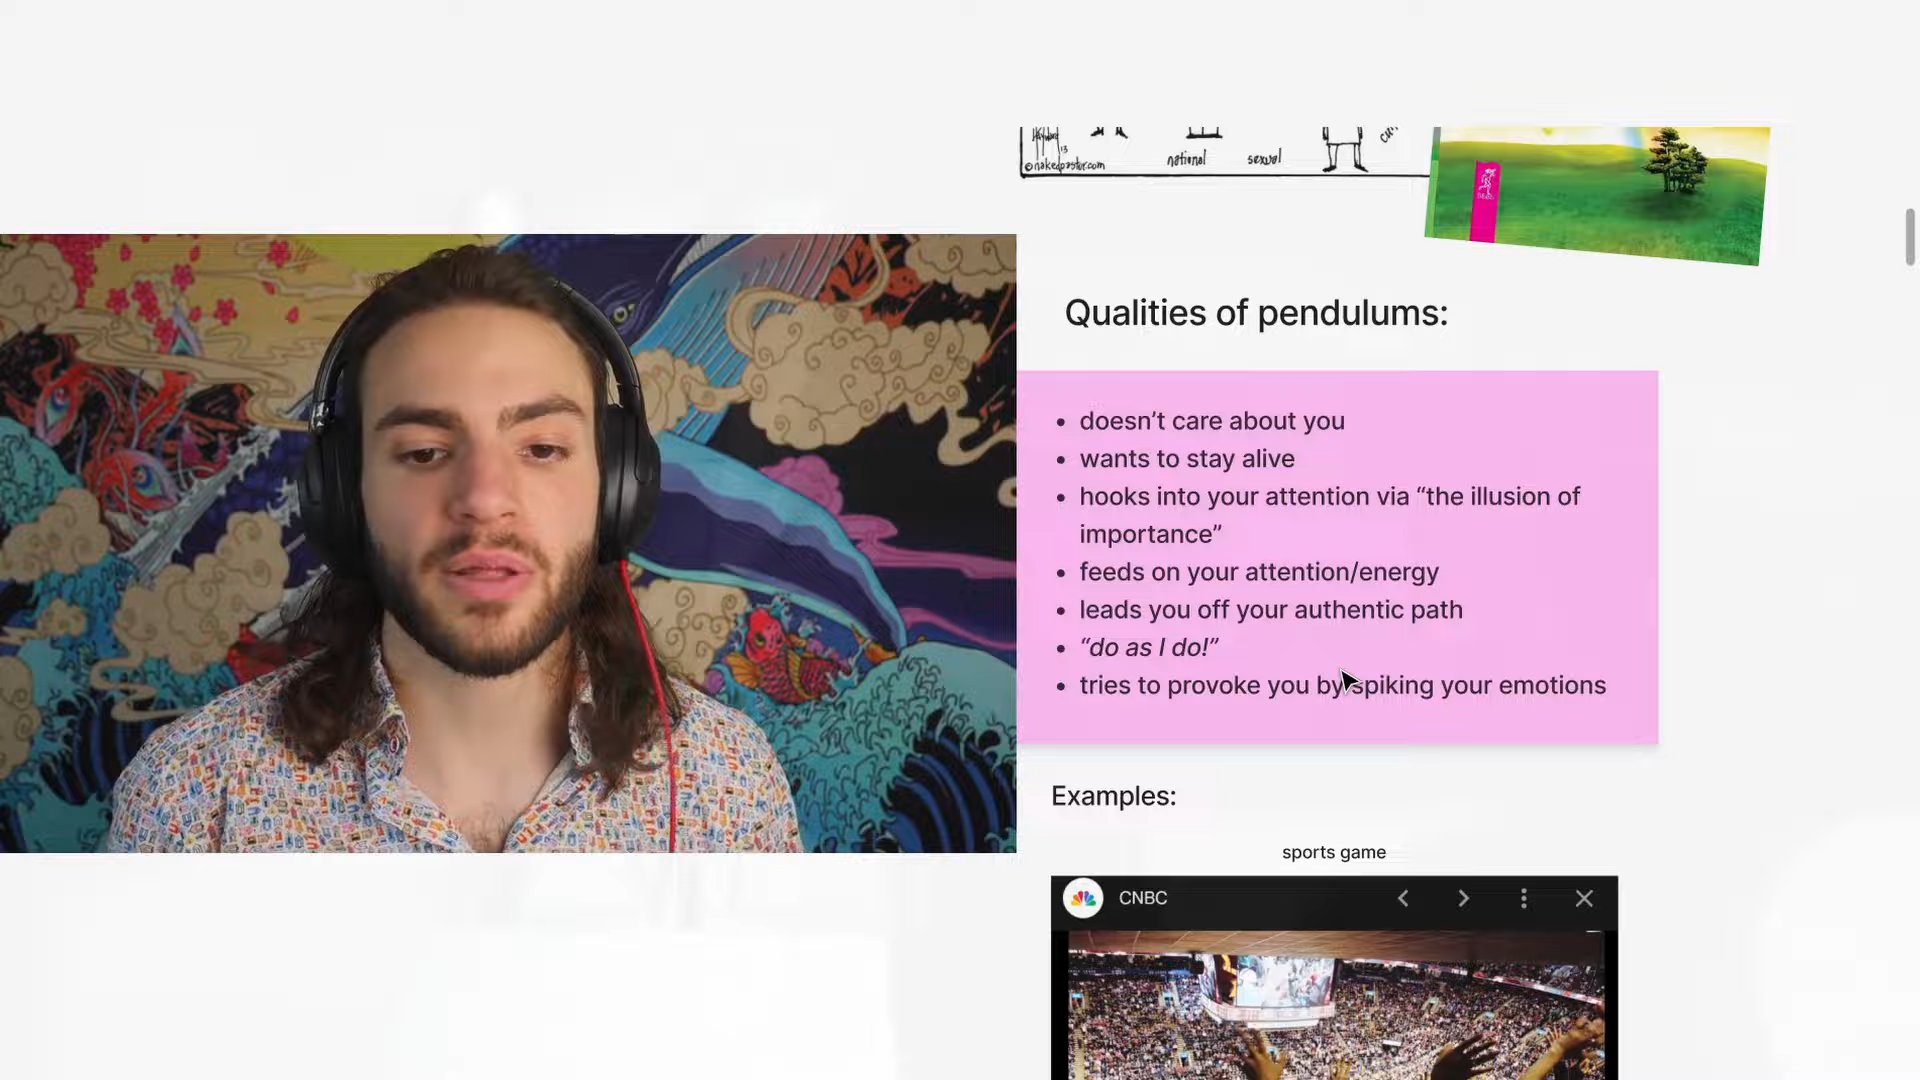 ©nakedpastor.com
national
sexual
Qualities of pendulums:
• doesn’t care about you
• wants to stay alive
• hooks into your attention via “the illusion of
importance”
• feeds on your attention/energy
• leads you off your authentic path
• “do as I do!”
• tries to provoke you by spiking your emotions
Examples:
sports game
CNBC